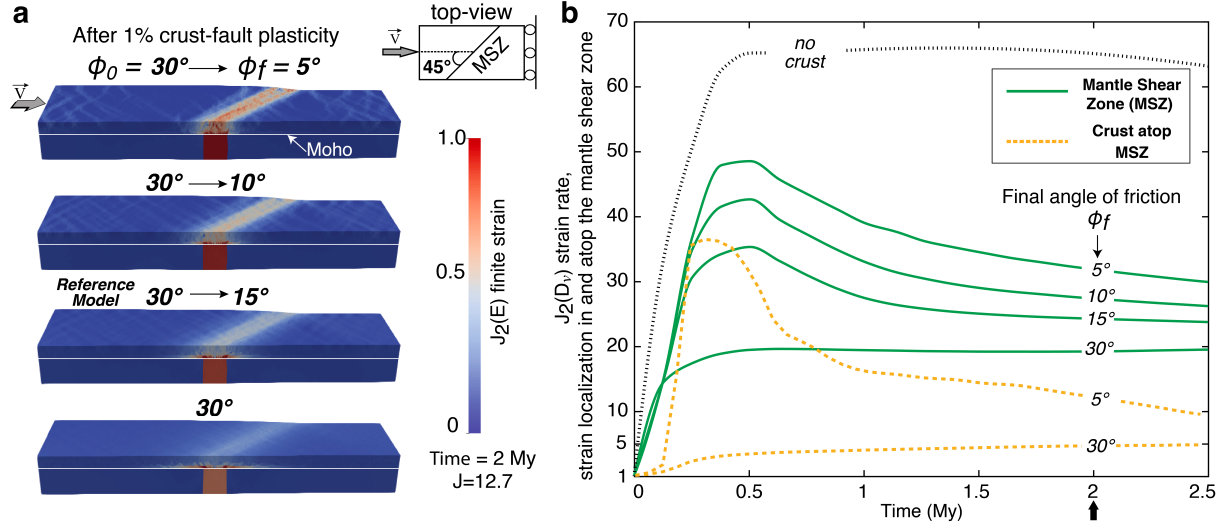 a
After 1% crust-fault plasticity
ϕ₀ = 30° → ϕf = 5°
V
top-view
V
45°
MSZ
Moho
30° → 10°
Reference
Model
30° → 15°
30°
1.0
0.5
0
J₂(E) finite strain
Time = 2 My
J=12.7
b
J₂(Dᵥ) strain rate,
strain localization in and atop the mantle shear zone
70
60
50
40
30
20
10
5
1
no
crust
Mantle Shear
Zone (MSZ)
Crust atop
MSZ
Final angle of friction
ϕf
5°
10°
15°
30°
5°
30°
0
0.5
1
1.5
2
2.5
Time (My)